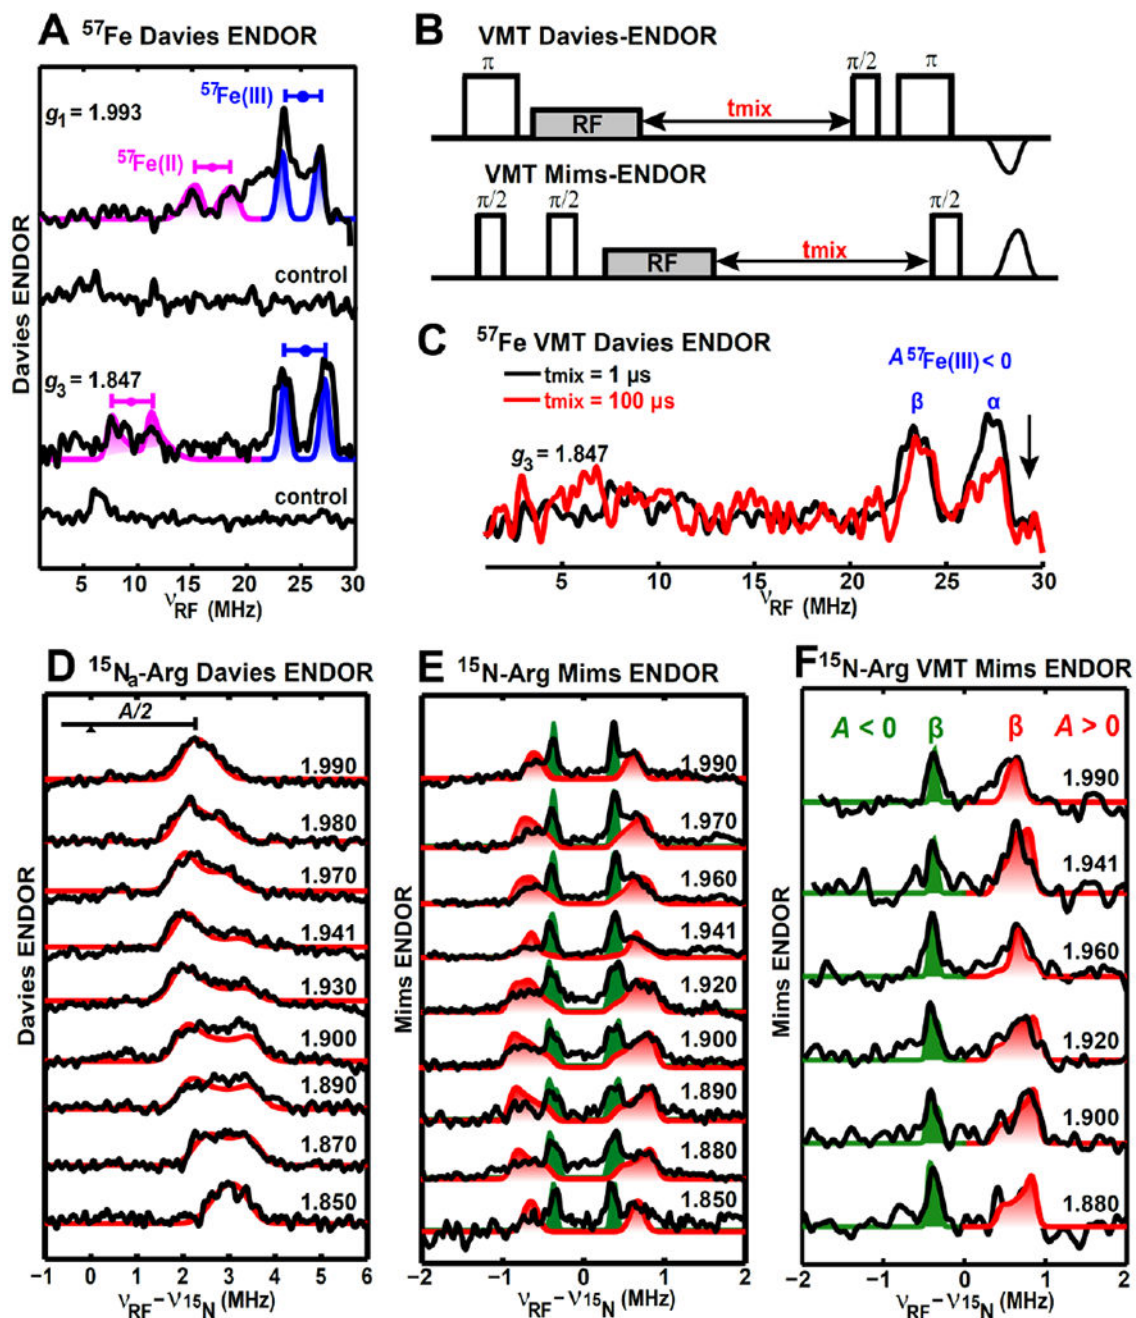 A ⁵⁷Fe Davies ENDOR
g₁ = 1.993
⁵⁷Fe(III)
⁵⁷Fe(II)
control
g₃ = 1.847
control
Davies ENDOR
5 10 15 20 25 30
νRF (MHz)
B VMT Davies-ENDOR
π
RF
tmix
π/2
π
VMT Mims-ENDOR
π/2
π/2
RF
tmix
π/2
C ⁵⁷Fe VMT Davies ENDOR
tmix = 1 µs
tmix = 100 µs
A ⁵⁷Fe(III) < 0
β
α
g₃ = 1.847
5 10 15 20 25 30
νRF (MHz)
D ¹⁵Nₐ-Arg Davies ENDOR
A/2
1.990
1.980
1.970
1.941
1.930
1.900
1.890
1.870
1.850
Davies ENDOR
−1 0 1 2 3 4 5 6
νRF−ν¹⁵N (MHz)
E ¹⁵N-Arg Mims ENDOR
1.990
1.970
1.960
1.941
1.920
1.900
1.890
1.880
1.850
Mims ENDOR
−2 −1 0 1 2
νRF−ν¹⁵N (MHz)
F ¹⁵N-Arg VMT Mims ENDOR
A < 0 β β A > 0
1.990
1.941
1.960
1.920
1.900
1.880
Mims ENDOR
−2 −1 0 1 2
νRF−ν¹⁵N (MHz)